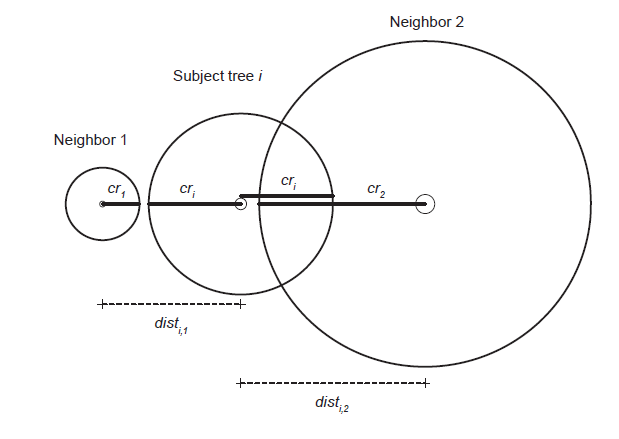 Neighbor 2
Subject tree i
Neighbor 1
cr1
cri
cri
cr2
disti,1
disti,2